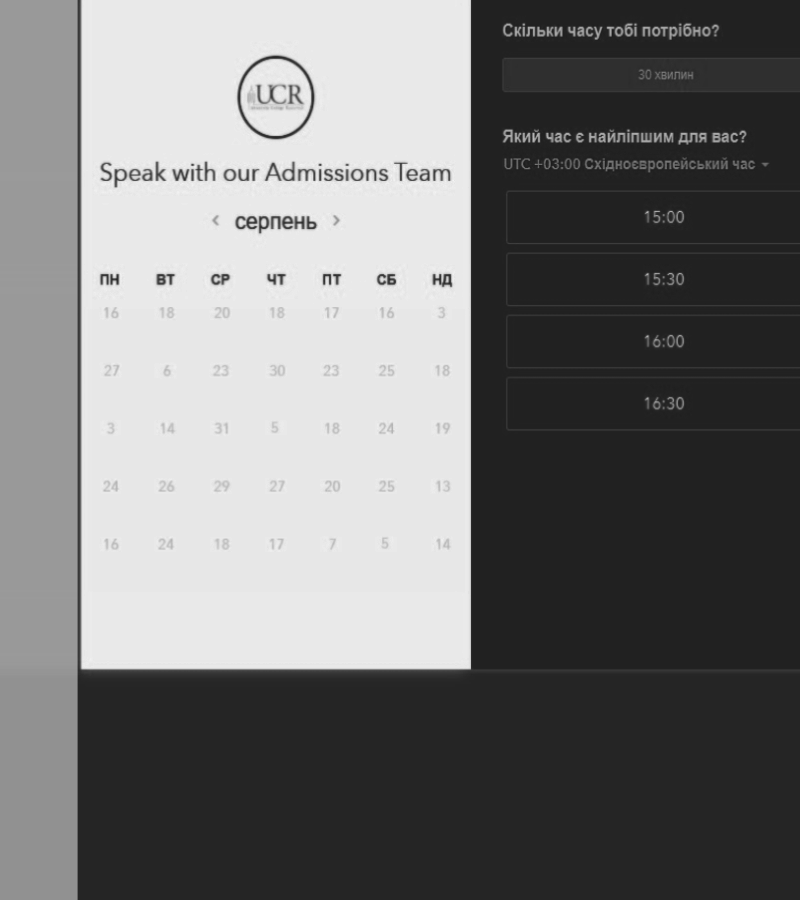 UCR
Speak with our Admissions Team
серпень
ПН ВТ СР ЧТ ПТ СБ НД
16 18 20 18 17 16 3
27 6 23 30 23 25 18
3 14 31 5 18 24 19
24 26 29 27 20 25 13
16 24 18 17 7 5 14
Скільки часу тобі потрібно?
30 хвилин
Який час є найліпшим для вас?
UTC +03:00 Східноєвропейський час
15:00
15:30
16:00
16:30